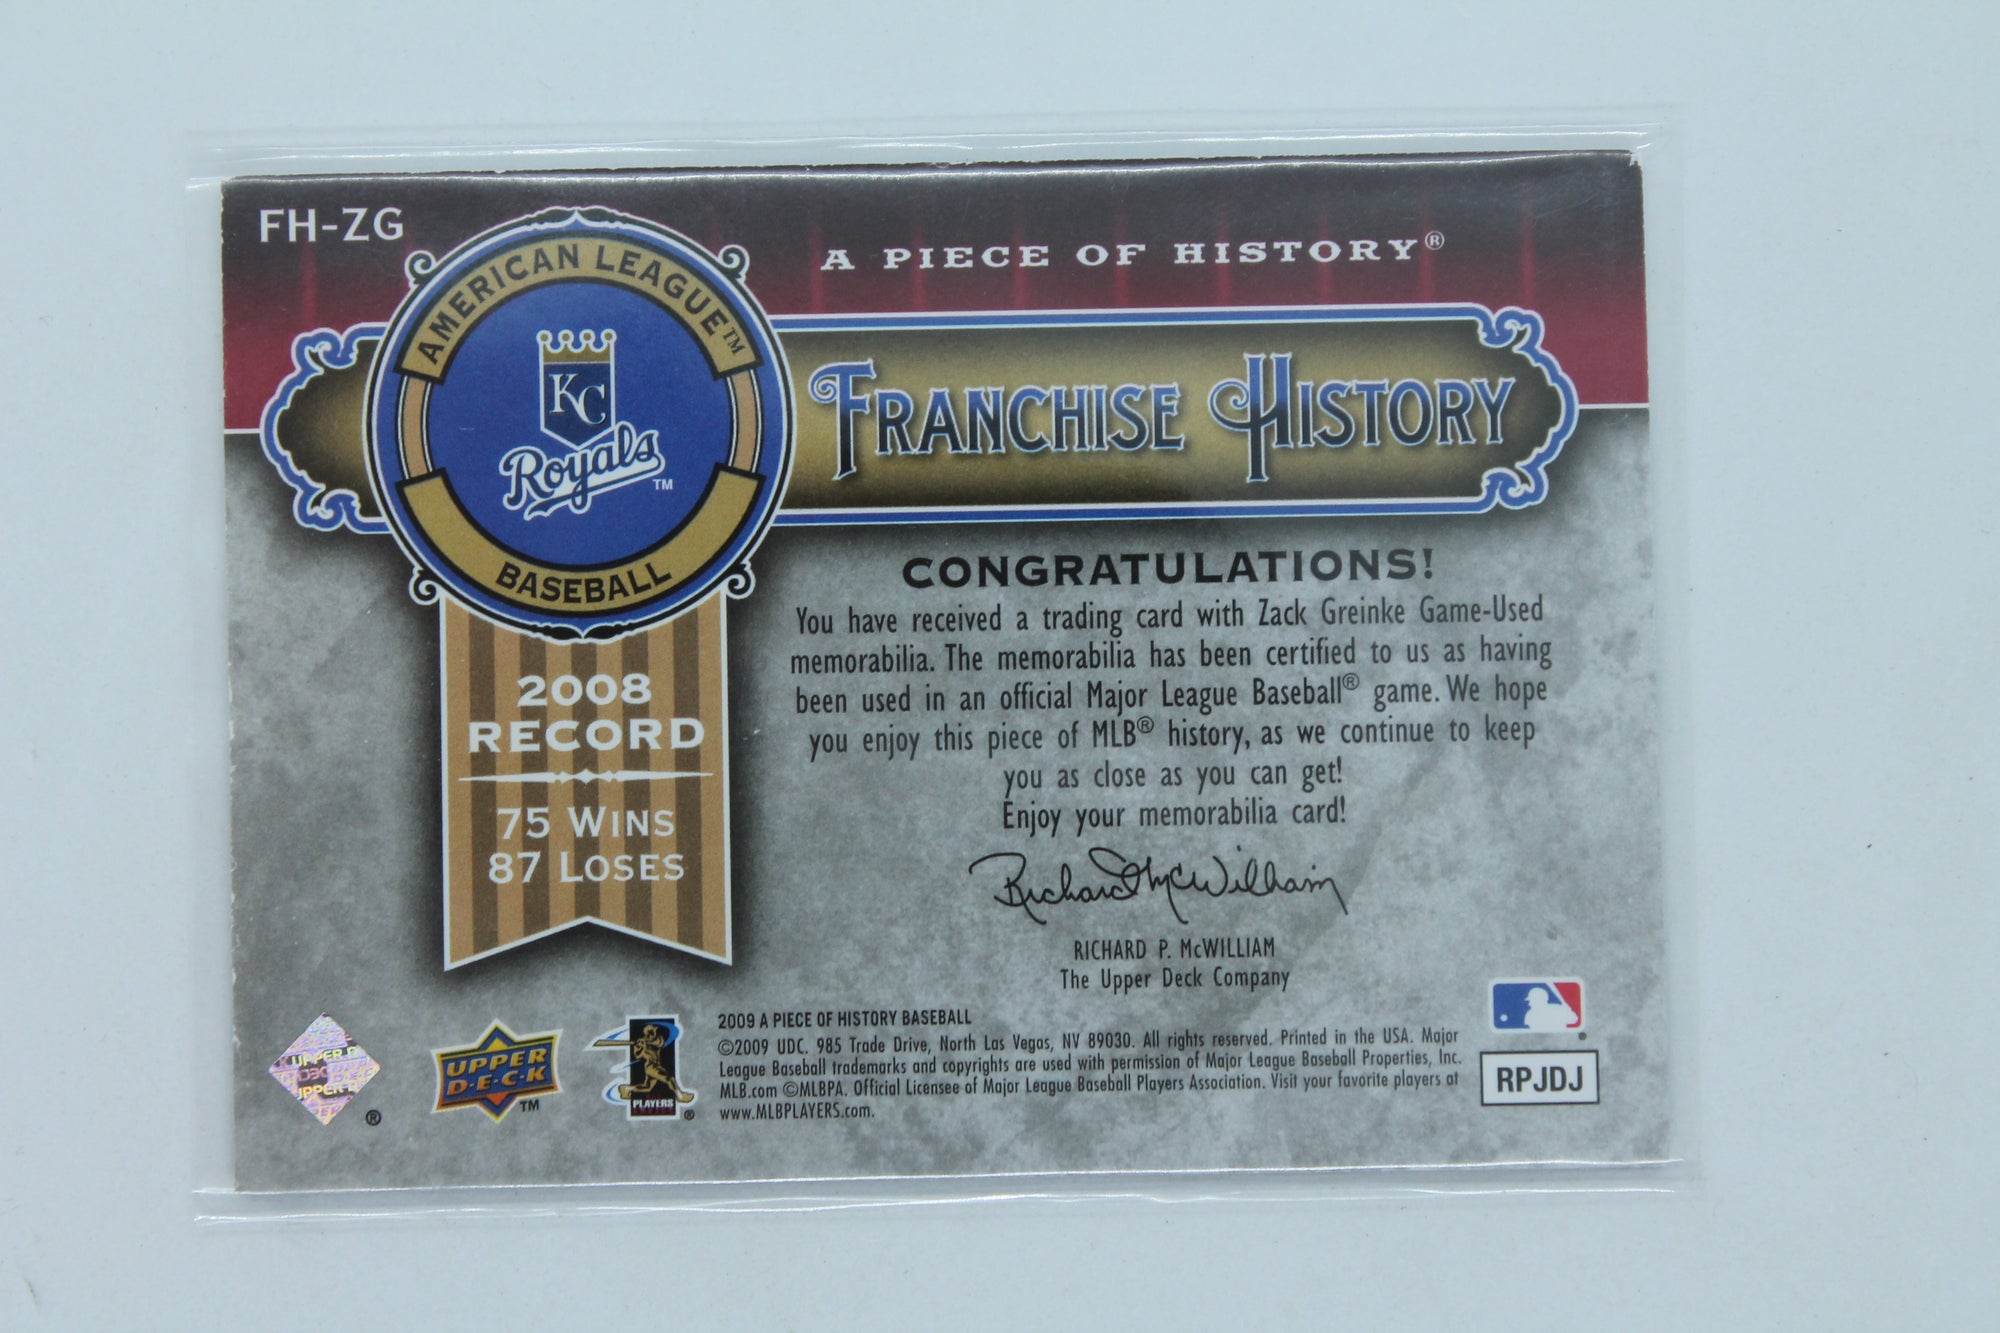 FH-ZG
A PIECE OF HISTORY®
AMERICAN LEAGUE™
KC
Royals™
BASEBALL
FRANCHISE HISTORY
2008
RECORD
75 WINS
87 LOSES
CONGRATULATIONS!
You have received a trading card with Zack Greinke Game-Used
memorabilia. The memorabilia has been certified to us as having
been used in an official Major League Baseball® game. We hope
you enjoy this piece of MLB® history, as we continue to keep
you as close as you can get!
Enjoy your memorabilia card!
Richard P McWilliam
RICHARD P. McWILLIAM
The Upper Deck Company
UPPER DECK™
PLAYERS ®
®
2009 A PIECE OF HISTORY BASEBALL
©2009 UDC. 985 Trade Drive, North Las Vegas, NV 89030. All rights reserved. Printed in the USA. Major
League Baseball trademarks and copyrights are used with permission of Major League Baseball Properties, Inc.
MLB.com ©MLBPA. Official Licensee of Major League Baseball Players Association. Visit your favorite players at
www.MLBPLAYERS.com.
®
RPJDJ